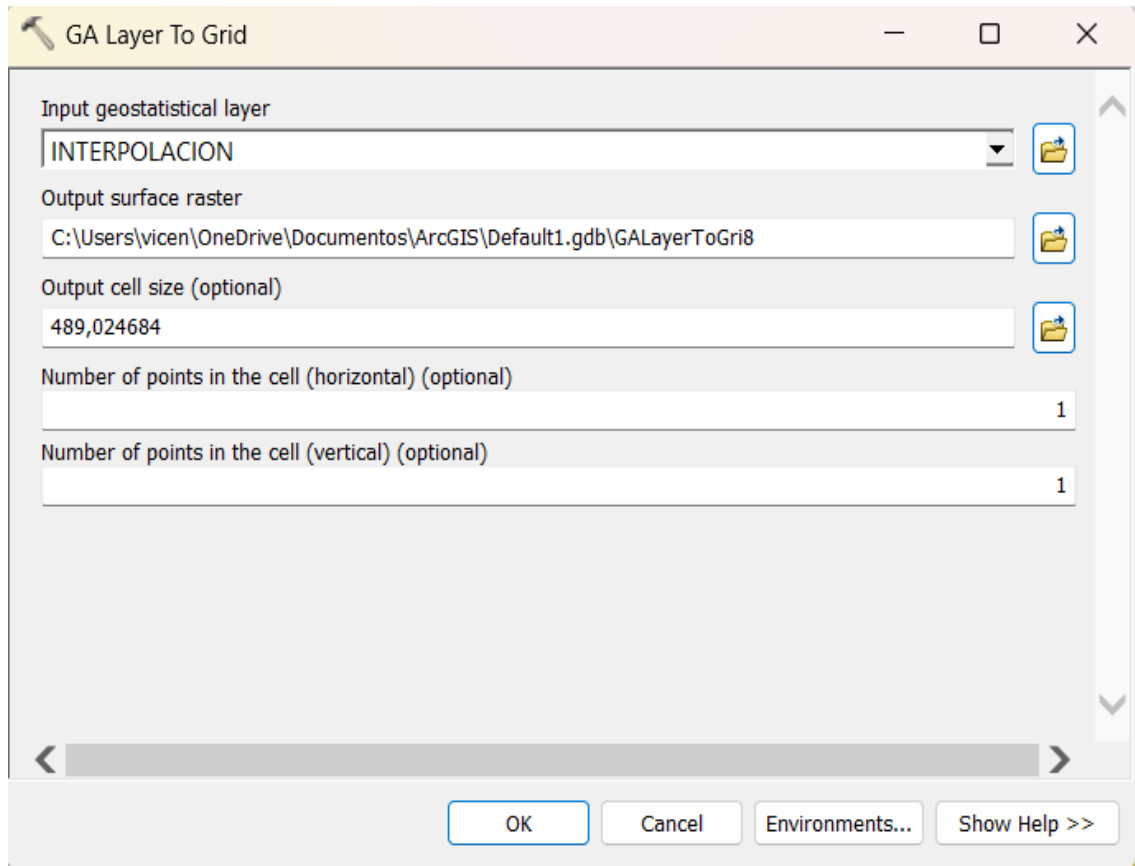 GA Layer To Grid
Input geostatistical layer
INTERPOLACION
Output surface raster
C:\Users\vicen\OneDrive\Documentos\ArcGIS\Default1.gdb\GALayerToGri8
Output cell size (optional)
489,024684
Number of points in the cell (horizontal) (optional)
1
Number of points in the cell (vertical) (optional)
1
OK Cancel Environments... Show Help >>